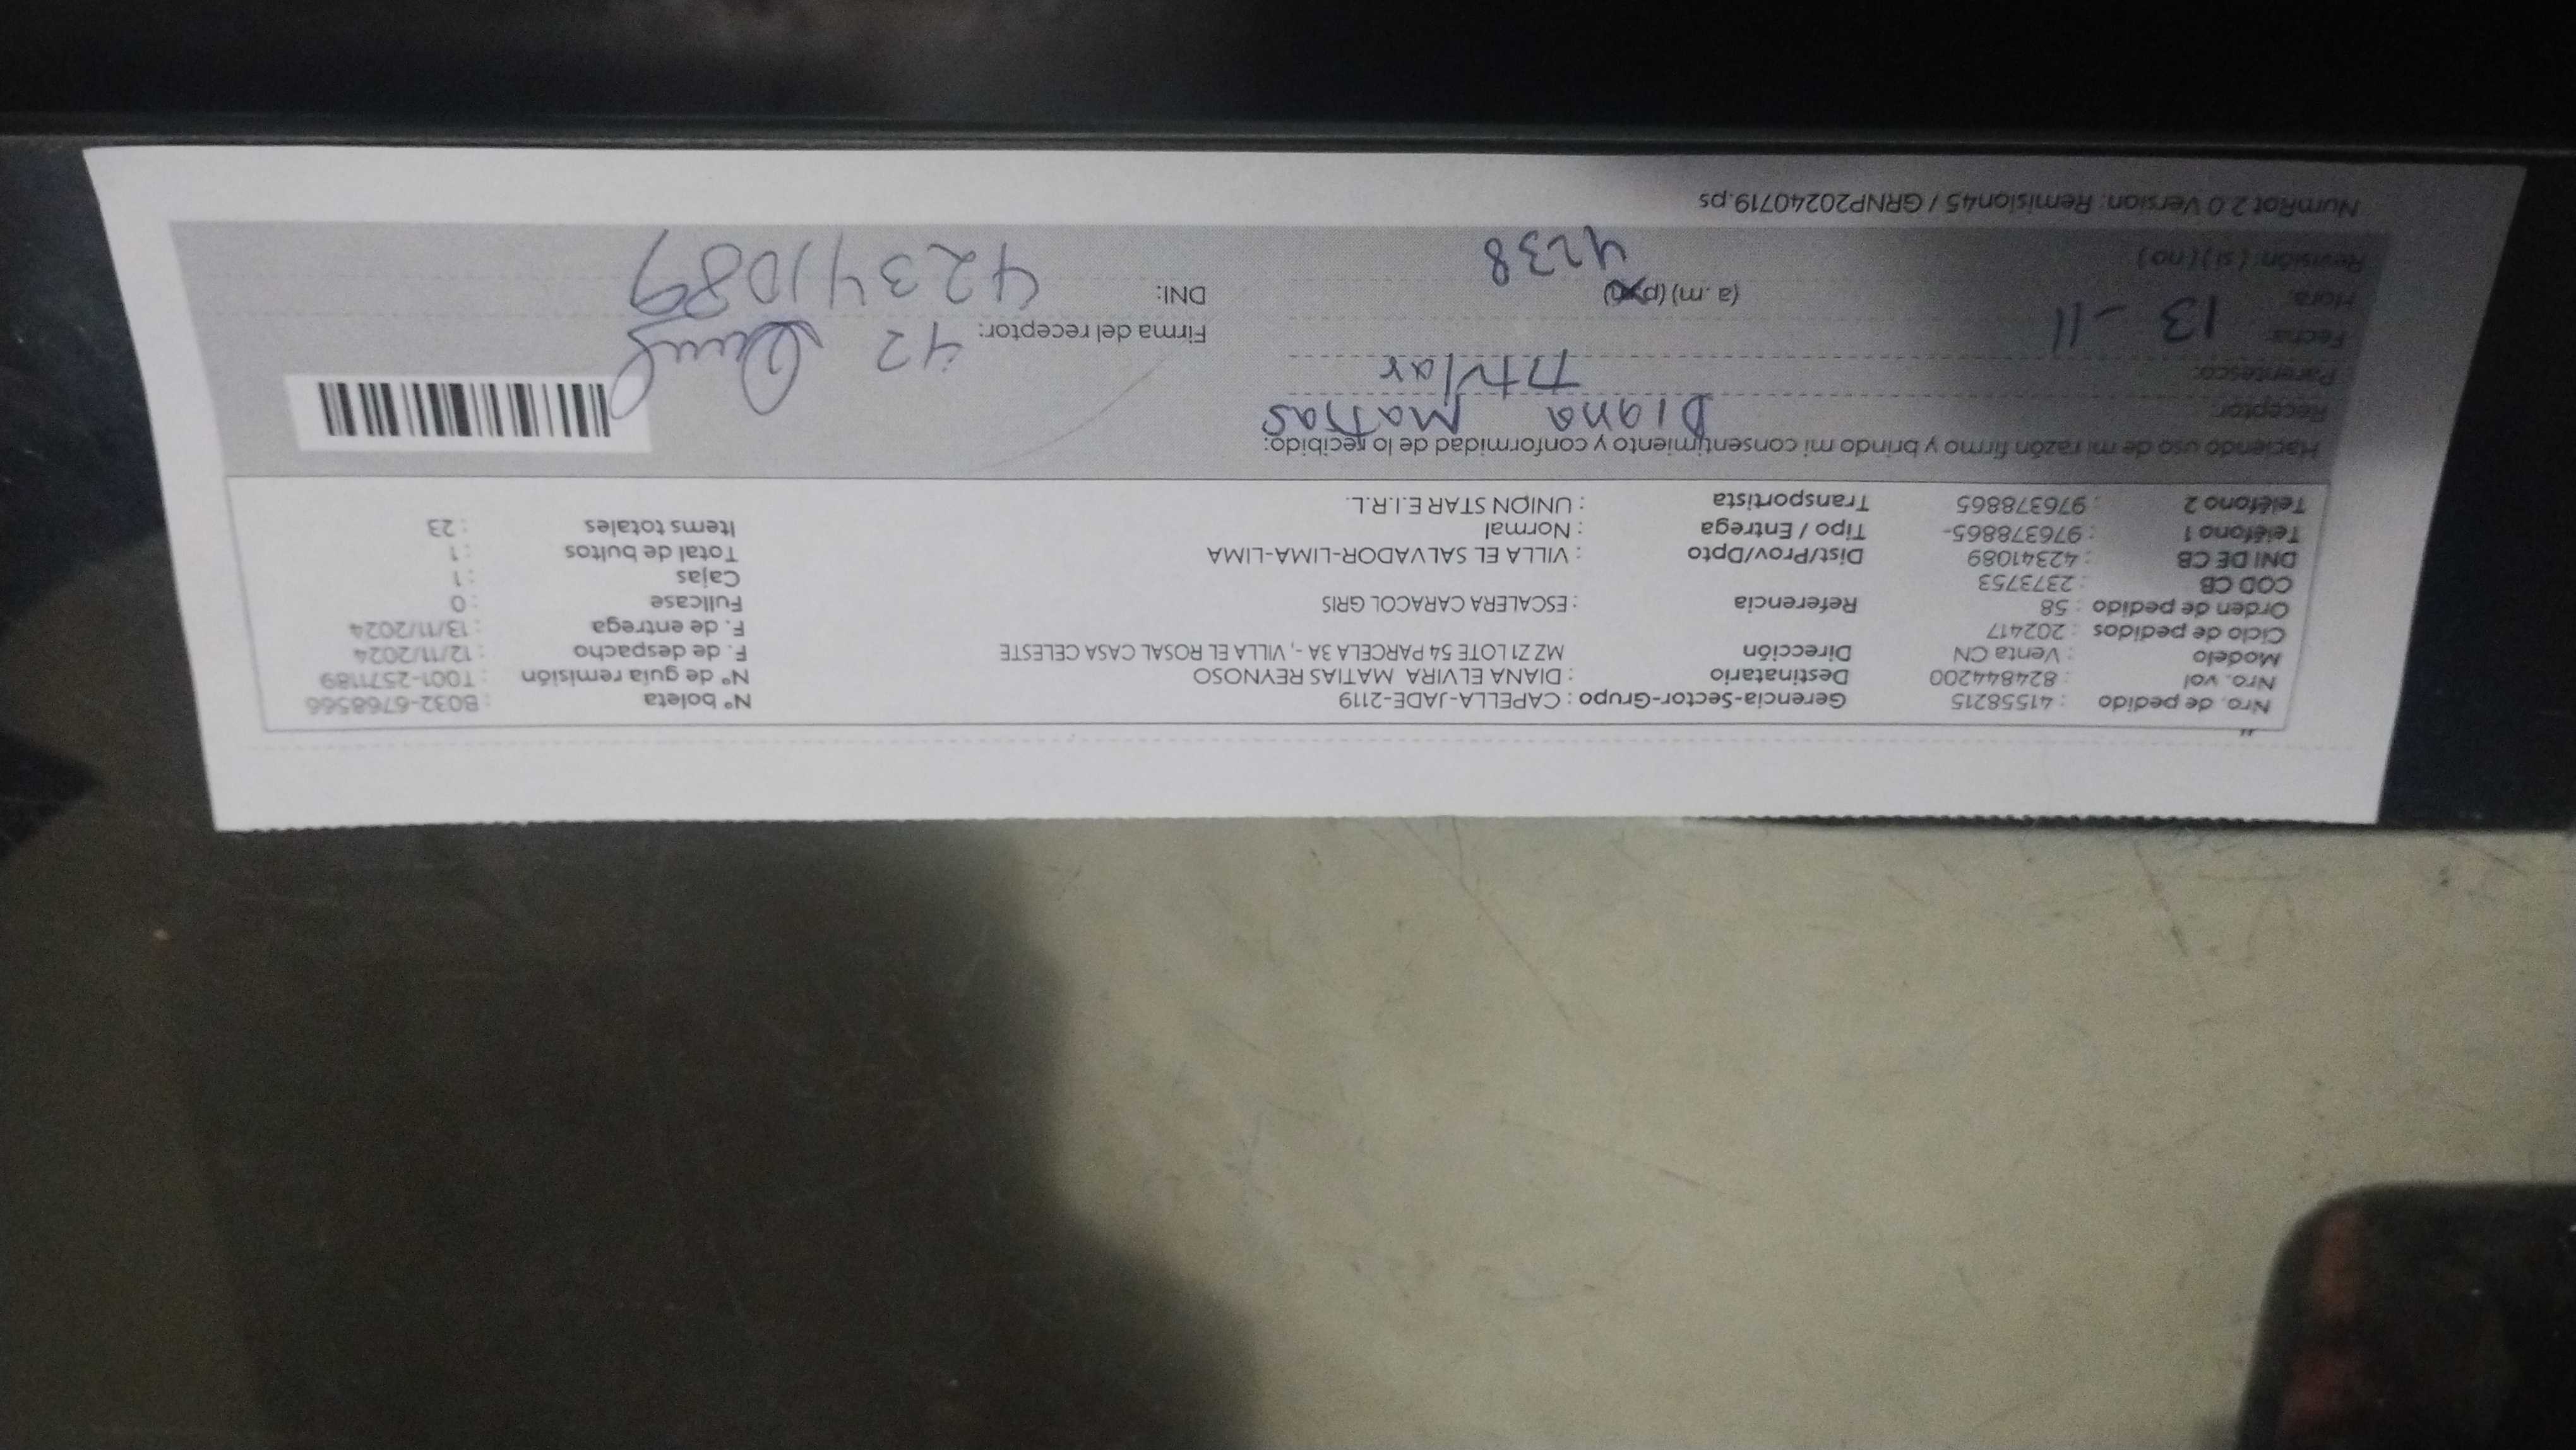 Nro. de pedido : 41558215 Gerencia-Sector-Grupo : CAPELLA-JADE-2119 N° boleta : B032-6768566
Nro. vol : 824844200 Destinatario : DIANA ELVIRA MATIAS REYNOSO N° de guía remisión : T001-2571189
Modelo : Venta CN Dirección MZ Z1 LOTE 54 PARCELA 3A -, VILLA EL ROSAL CASA CELESTE F. de despacho : 12/11/2024
Ciclo de pedidos : 202417 F. de entrega : 13/11/2024
Orden de pedido : 58 Referencia : ESCALERA CARACOL GRIS Fullcase : 0
COD CB : 2373753 Cajas : 1
DNI DE CB : 42341089 Dist/Prov/Dpto : VILLA EL SALVADOR-LIMA-LIMA Total de bultos : 1
Teléfono 1 : 976378865- Tipo / Entrega : Normal Items totales : 23
Teléfono 2 : 976378865 Transportista : UNION STAR E.I.R.L.
Haciendo uso de mi razón firmo y brindo mi consentimiento y conformidad de lo recibido:
Receptor: Diana Matias
Parentesco: titular
Fecha: 13 - 11 Firma del receptor: 42
Hora: (a .m) (p.m) 4238 DNI: 42341089
Revisión: ( si ) ( no )
NumRot 2.0 Version: Remision45 / GRNP20240719.ps